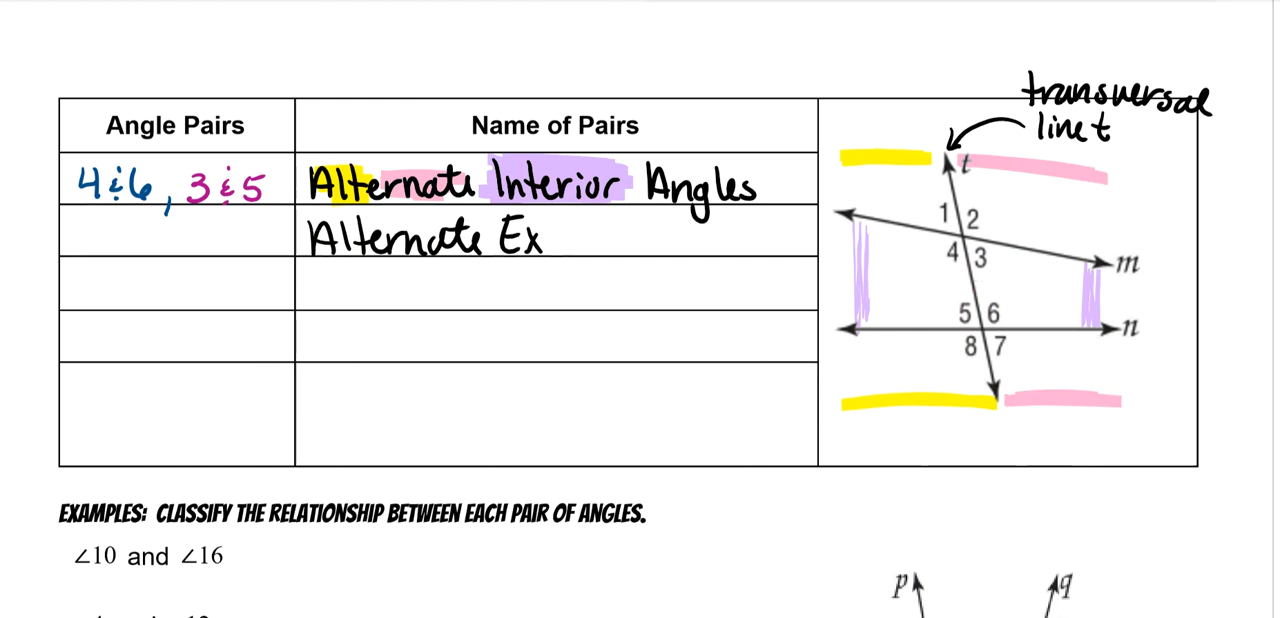 transversal
line t
Angle Pairs Name of Pairs
4 & 6, 3 & 5 Alternate Interior Angles
Alternate Ex
t
1 2
4 3
m
5 6
n
8 7
EXAMPLES: CLASSIFY THE RELATIONSHIP BETWEEN EACH PAIR OF ANGLES.
∠10 and ∠16
p q